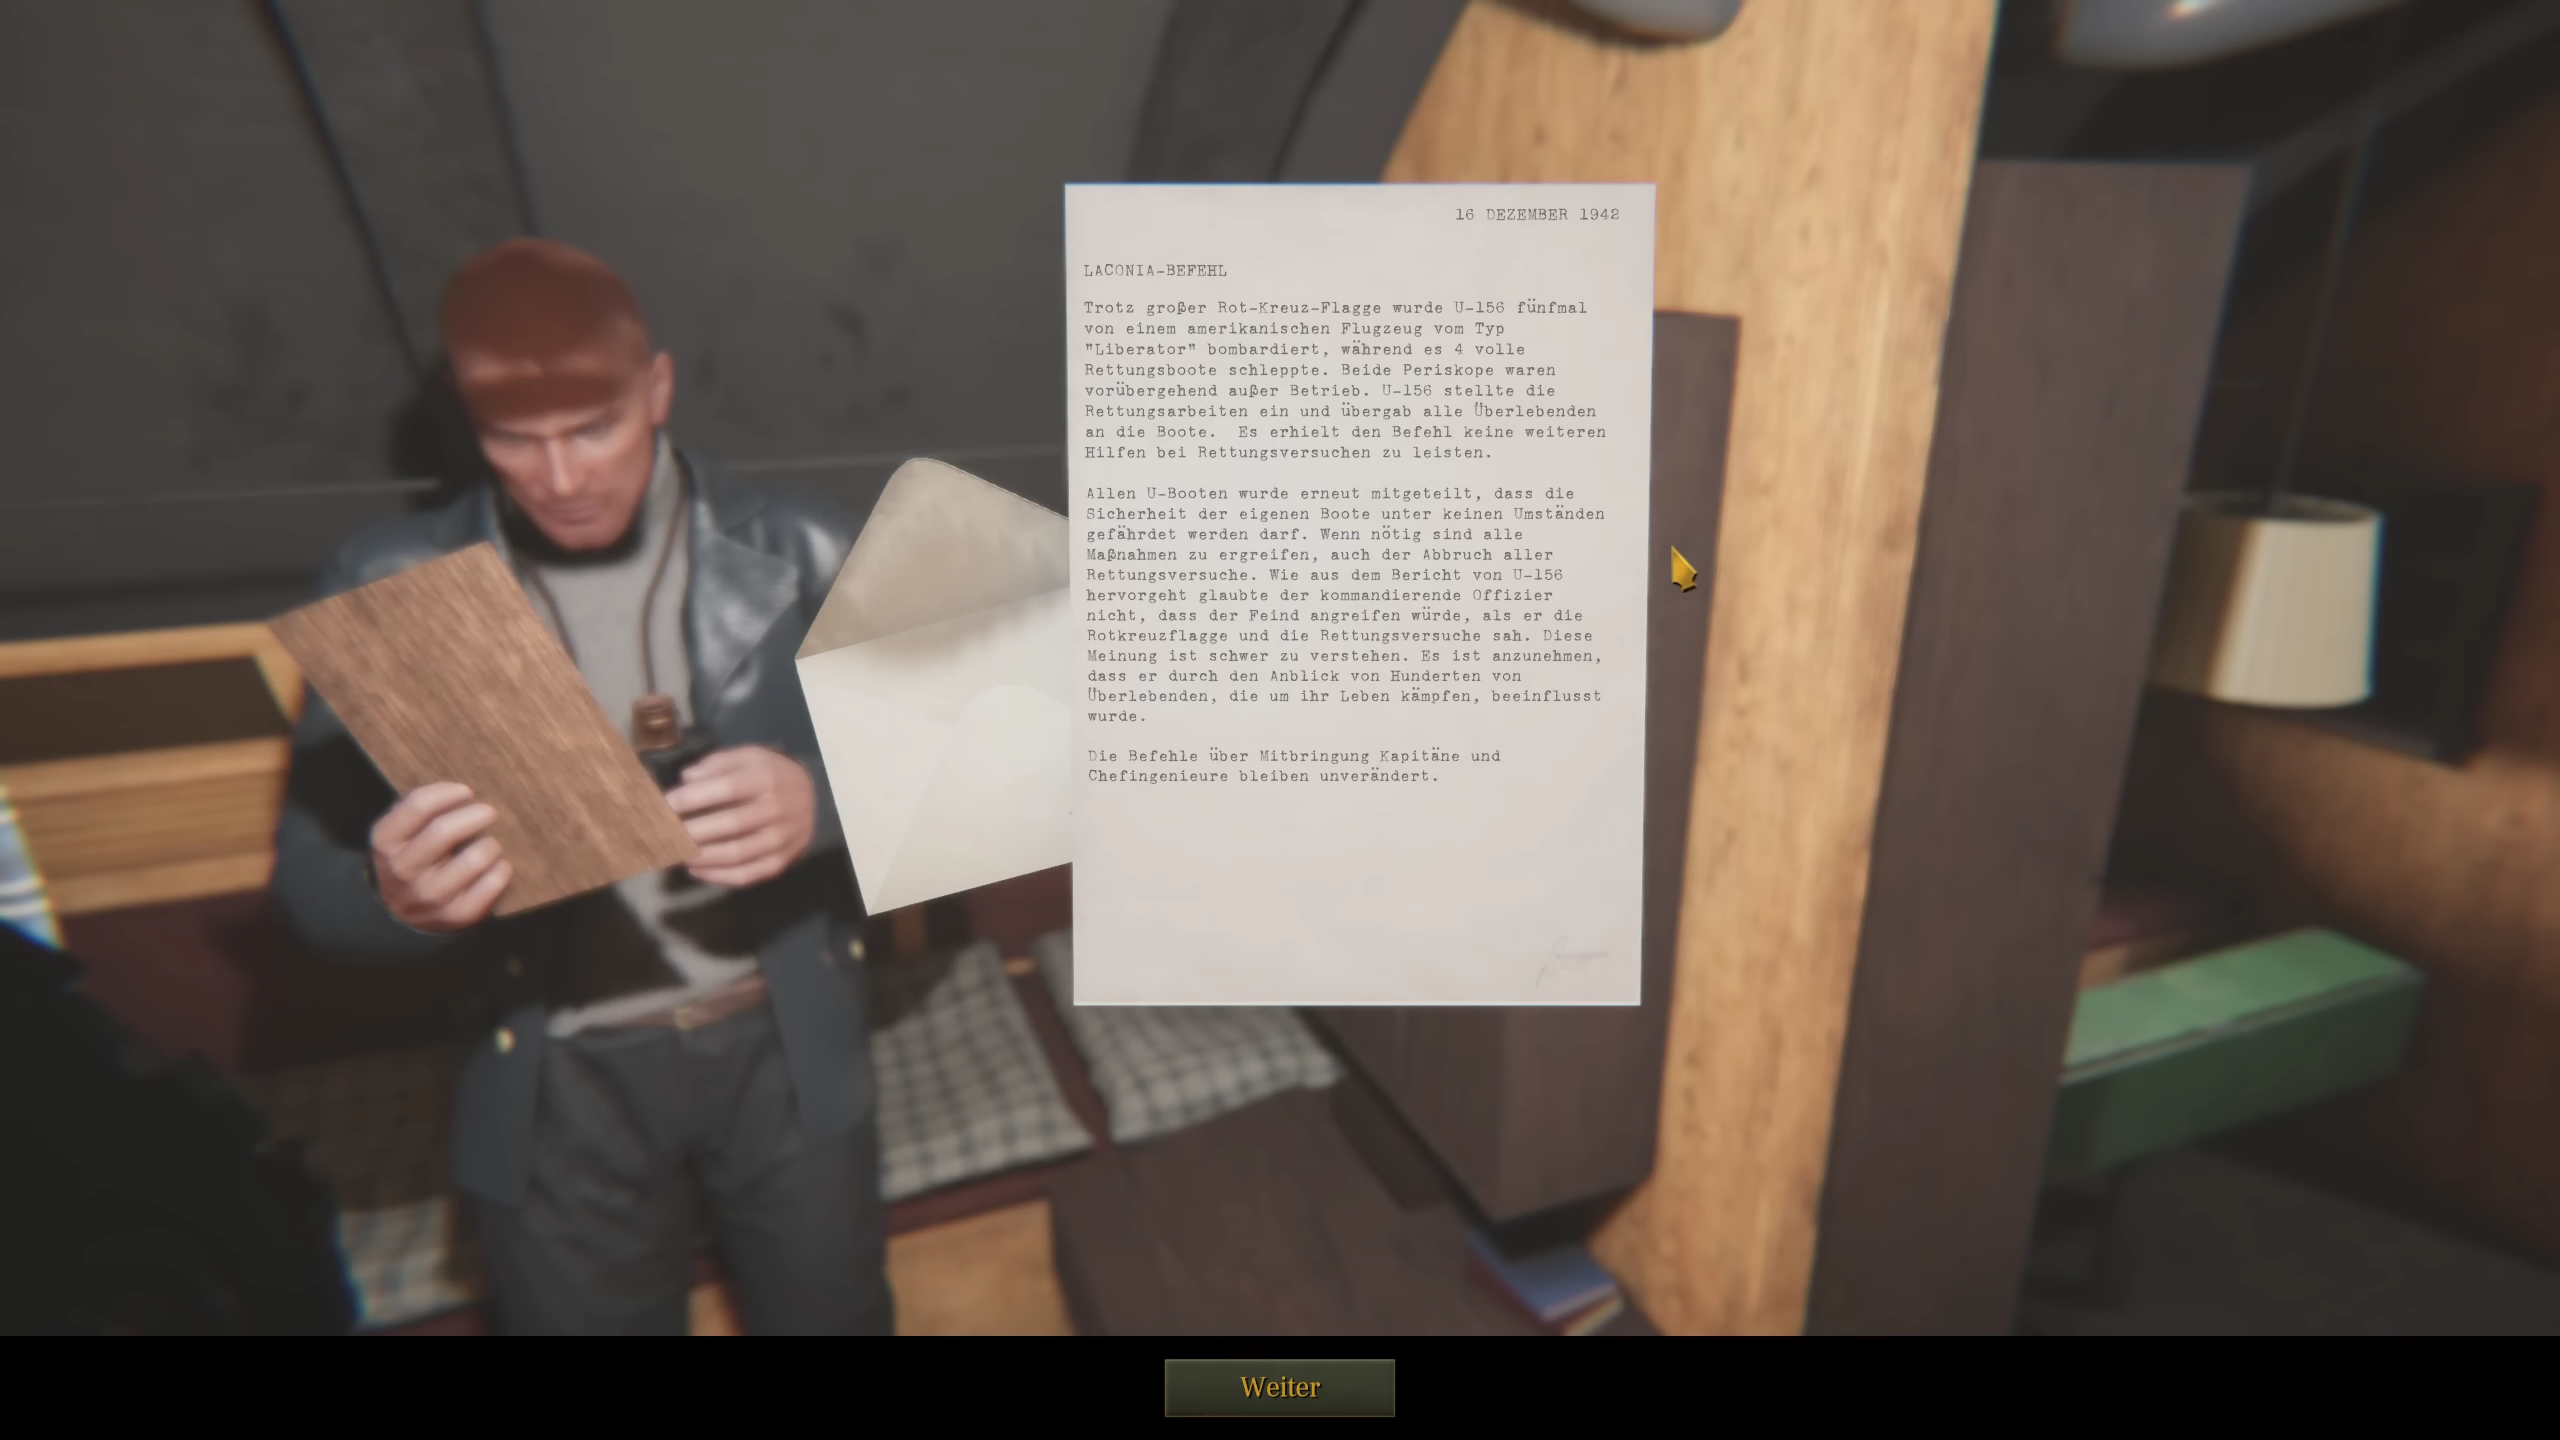 16 DEZEMBER 1942
LACONIA-BEFEHL
Trotz großer Rot-Kreuz-Flagge wurde U-156 fünfmal
von einem amerikanischen Flugzeug vom Typ
"Liberator" bombardiert, während es 4 volle
Rettungsboote schleppte. Beide Periskope waren
vorübergehend außer Betrieb. U-156 stellte die
Rettungsarbeiten ein und übergab alle Überlebenden
an die Boote.  Es erhielt den Befehl keine weiteren
Hilfen bei Rettungsversuchen zu leisten.
Allen U-Booten wurde erneut mitgeteilt, dass die
Sicherheit der eigenen Boote unter keinen Umständen
gefährdet werden darf. Wenn nötig sind alle
Maßnahmen zu ergreifen, auch der Abbruch aller
Rettungsversuche. Wie aus dem Bericht von U-156
hervorgeht glaubte der kommandierende Offizier
nicht, dass der Feind angreifen würde, als er die
Rotkreuzflagge und die Rettungsversuche sah. Diese
Meinung ist schwer zu verstehen. Es ist anzunehmen,
dass er durch den Anblick von Hunderten von
Überlebenden, die um ihr Leben kämpfen, beeinflusst
wurde.
Die Befehle über Mitbringung Kapitäne und
Chefingenieure bleiben unverändert.
Weiter